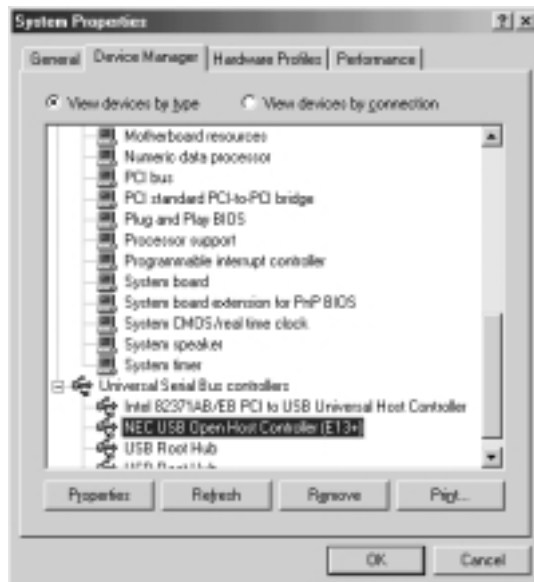 System Properties
General Device Manager Hardware Profiles Performance
View devices by type View devices by connection
Motherboard resources
Numeric data processor
PCI bus
PCI standard PCI-to-PCI bridge
Plug and Play BIOS
Processor support
Programmable interrupt controller
System board
System board extension for PnP BIOS
System CMOS/real time clock
System speaker
System timer
Universal Serial Bus controllers
Intel 82371AB/EB PCI to USB Universal Host Controller
NEC USB Open Host Controller (E13+)
USB Root Hub
USB Root Hub
Properties Refresh Remove Print...
OK Cancel